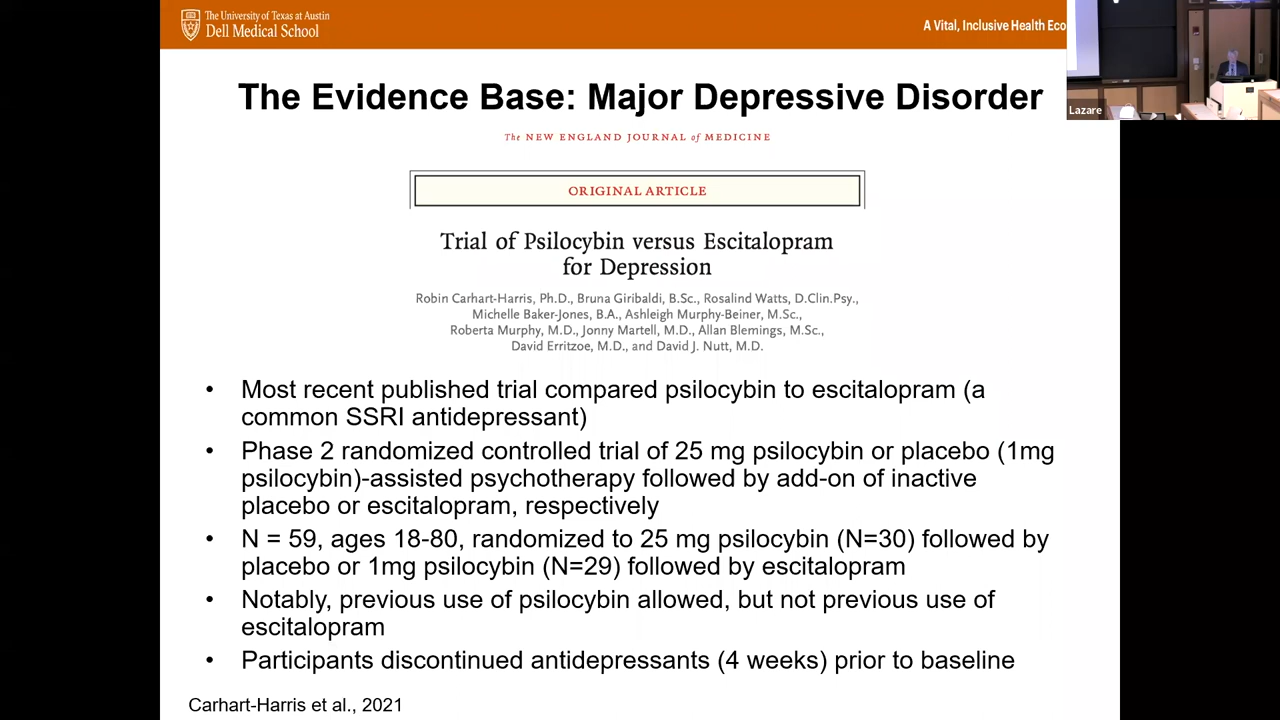 The University of Texas at Austin
Dell Medical School
A Vital, Inclusive Health Eco
Lazare
The Evidence Base: Major Depressive Disorder
The NEW ENGLAND JOURNAL of MEDICINE
ORIGINAL ARTICLE
Trial of Psilocybin versus Escitalopram
for Depression
Robin Carhart-Harris, Ph.D., Bruna Giribaldi, B.Sc., Rosalind Watts, D.Clin.Psy.,
Michelle Baker-Jones, B.A., Ashleigh Murphy-Beiner, M.Sc.,
Roberta Murphy, M.D., Jonny Martell, M.D., Allan Blemings, M.Sc.,
David Erritzoe, M.D., and David J. Nutt, M.D.
• Most recent published trial compared psilocybin to escitalopram (a
common SSRI antidepressant)
• Phase 2 randomized controlled trial of 25 mg psilocybin or placebo (1mg
psilocybin)-assisted psychotherapy followed by add-on of inactive
placebo or escitalopram, respectively
• N = 59, ages 18-80, randomized to 25 mg psilocybin (N=30) followed by
placebo or 1mg psilocybin (N=29) followed by escitalopram
• Notably, previous use of psilocybin allowed, but not previous use of
escitalopram
• Participants discontinued antidepressants (4 weeks) prior to baseline
Carhart-Harris et al., 2021